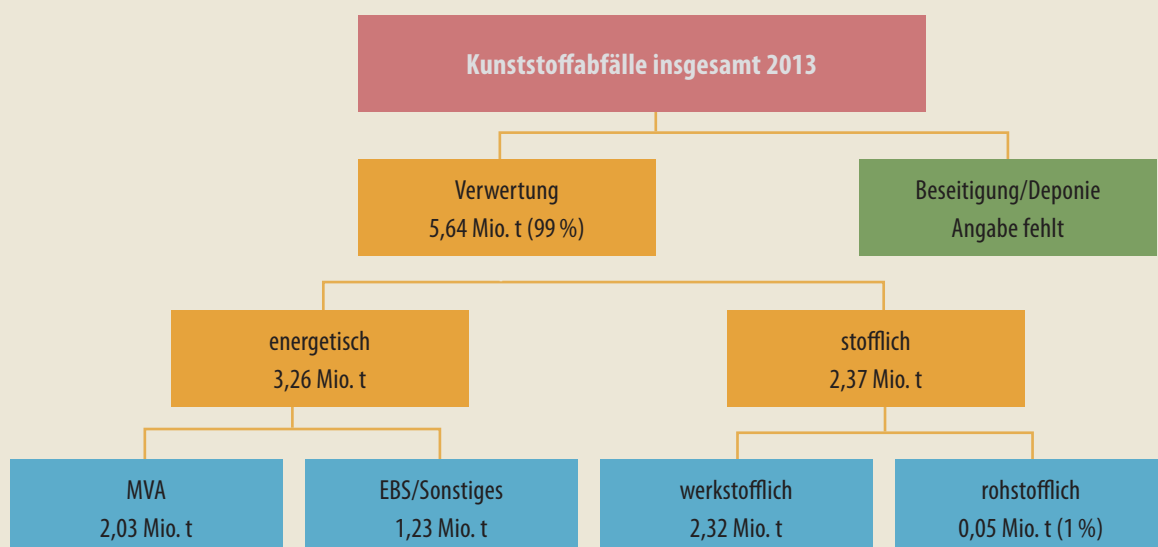 Kunststoffabfälle insgesamt 2013
Verwertung
5,64 Mio. t (99 %)
Beseitigung/Deponie
Angabe fehlt
energetisch
3,26 Mio. t
stofflich
2,37 Mio. t
MVA
2,03 Mio. t
EBS/Sonstiges
1,23 Mio. t
werkstofflich
2,32 Mio. t
rohstofflich
0,05 Mio. t (1 %)